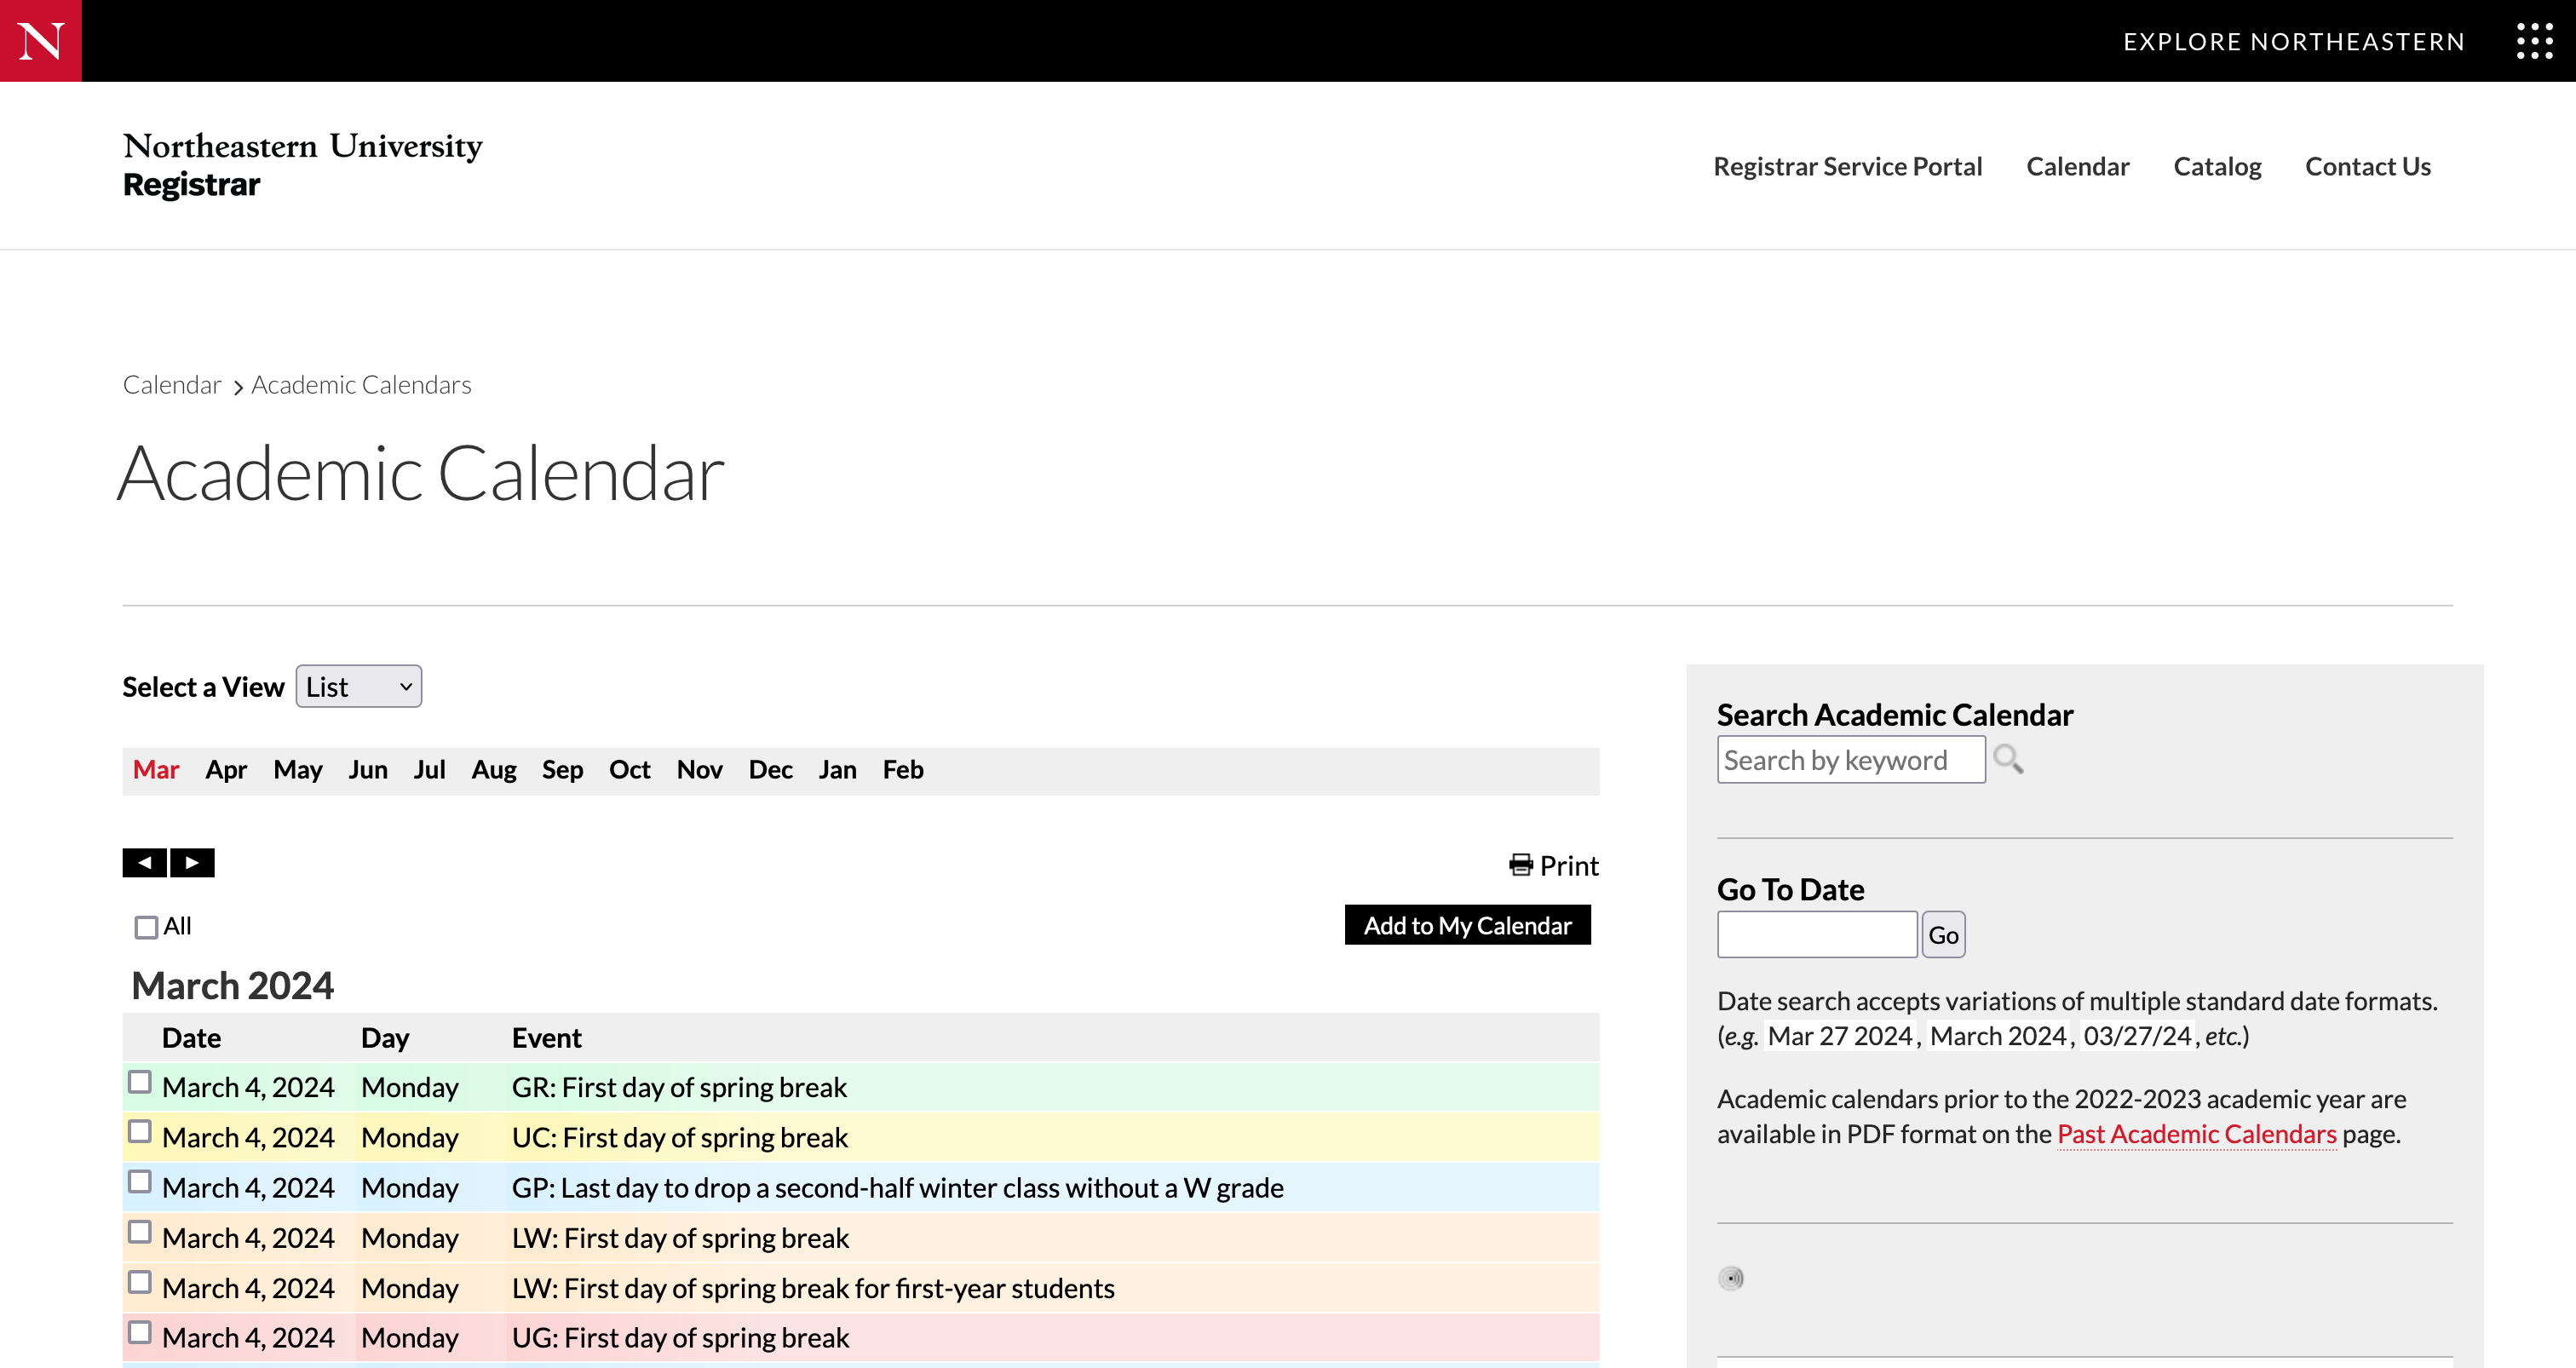 N
EXPLORE NORTHEASTERN
Northeastern University
Registrar
Registrar Service Portal Calendar Catalog Contact Us
Calendar > Academic Calendars
Academic Calendar
Select a View List
Mar Apr May Jun Jul Aug Sep Oct Nov Dec Jan Feb
Print
All
Add to My Calendar
March 2024
Date Day Event
March 4, 2024 Monday GR: First day of spring break
March 4, 2024 Monday UC: First day of spring break
March 4, 2024 Monday GP: Last day to drop a second-half winter class without a W grade
March 4, 2024 Monday LW: First day of spring break
March 4, 2024 Monday LW: First day of spring break for first-year students
March 4, 2024 Monday UG: First day of spring break
Search Academic Calendar
Search by keyword
Go To Date
Go
Date search accepts variations of multiple standard date formats.
(e.g. Mar 27 2024, March 2024, 03/27/24, etc.)
Academic calendars prior to the 2022-2023 academic year are
available in PDF format on the Past Academic Calendars page.